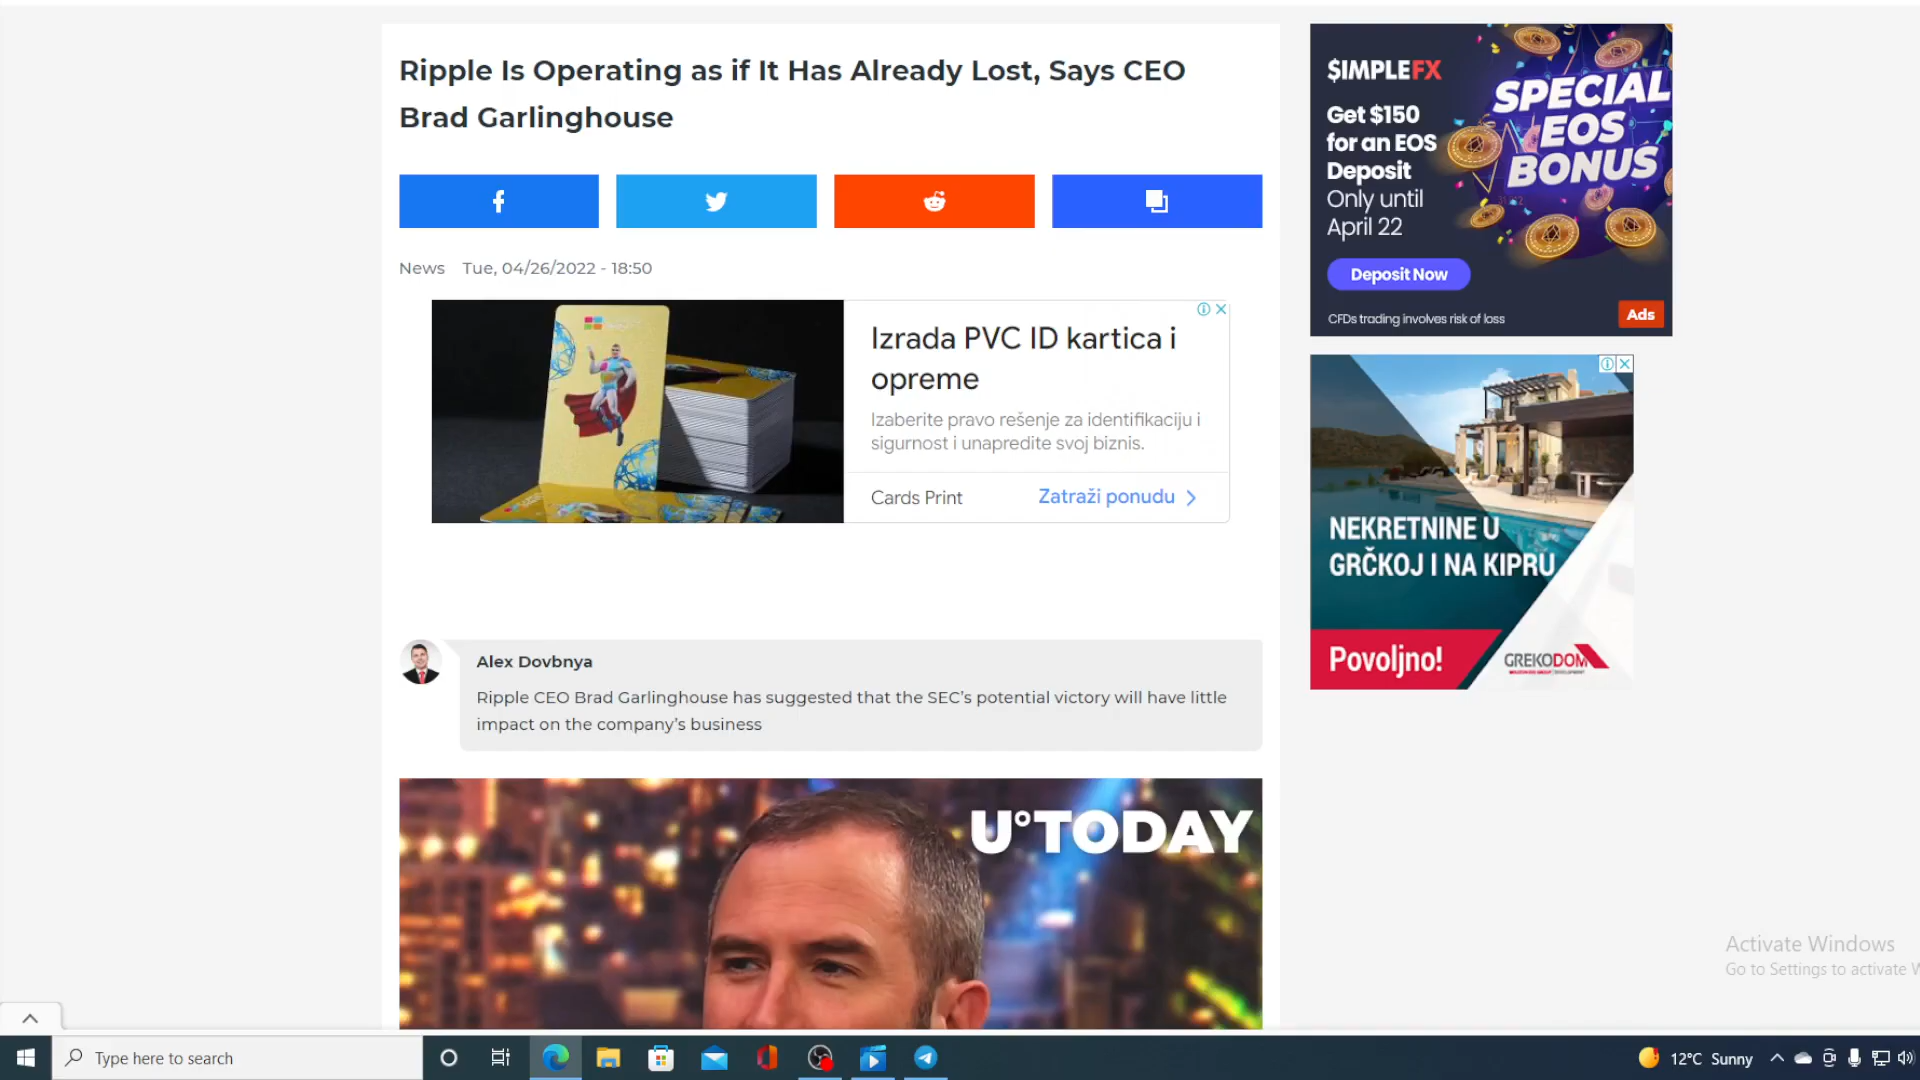 Ripple Is Operating as if It Has Already Lost, Says CEO
Brad Garlinghouse
News Tue, 04/26/2022 - 18:50
Izrada PVC ID kartica i
opreme
Izaberite pravo rešenje za identifikaciju i
sigurnost i unapredite svoj biznis.
Cards Print
Zatraži ponudu
Alex Dovbnya
Ripple CEO Brad Garlinghouse has suggested that the SEC’s potential victory will have little
impact on the company’s business
U°TODAY
$IMPLEFX
Get $150
for an EOS
Deposit
Only until
April 22
Deposit Now
CFDs trading involves risk of loss
SPECIAL
EOS
BONUS
Ads
NEKRETNINE U
GRČKOJ I NA KIPRU
Povoljno!
GREKODOM
Activate Windows
Go to Settings to activate W
Type here to search
12°C Sunny